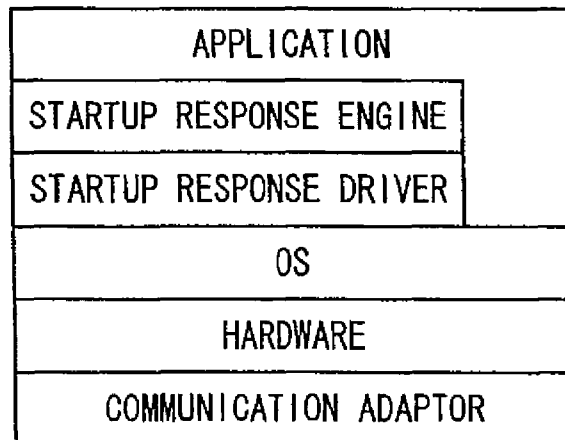 APPLICATION
STARTUP RESPONSE ENGINE
STARTUP RESPONSE DRIVER
OS
HARDWARE
COMMUNICATION ADAPTOR